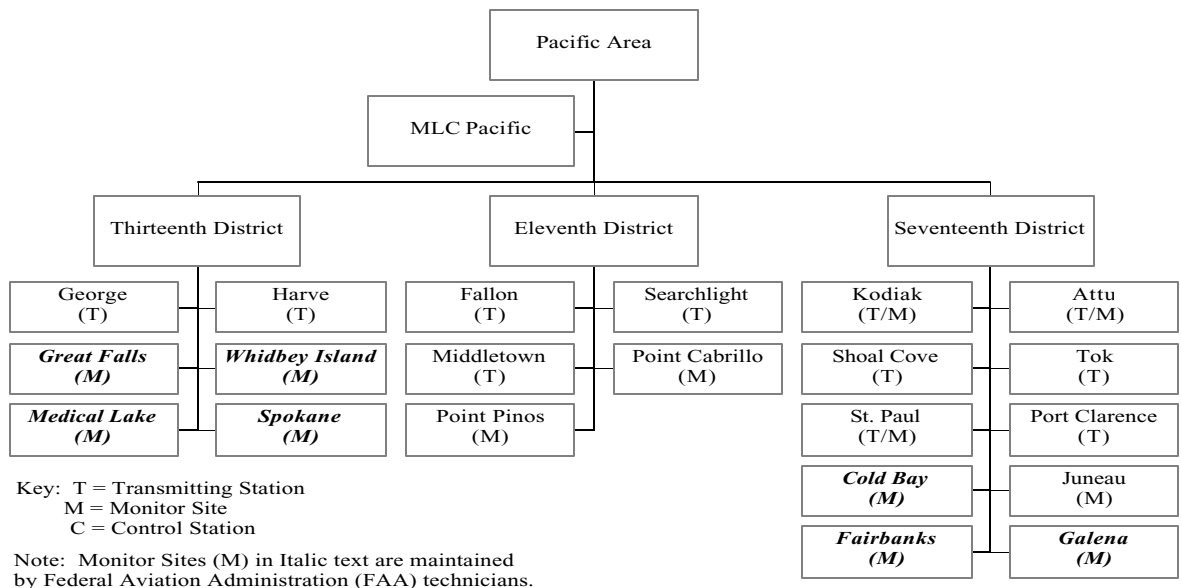 Pacific Area
MLC Pacific
Thirteenth District
Eleventh District
Seventeenth District
George
(T)
Harve
(T)
Great Falls
(M)
Whidbey Island
(M)
Medical Lake
(M)
Spokane
(M)
Fallon
(T)
Searchlight
(T)
Middletown
(T)
Point Cabrillo
(M)
Point Pinos
(M)
Kodiak
(T/M)
Attu
(T/M)
Shoal Cove
(T)
Tok
(T)
St. Paul
(T/M)
Port Clarence
(T)
Cold Bay
(M)
Juneau
(M)
Fairbanks
(M)
Galena
(M)
Key: T = Transmitting Station
M = Monitor Site
C = Control Station
Note: Monitor Sites (M) in Italic text are maintained
by Federal Aviation Administration (FAA) technicians.